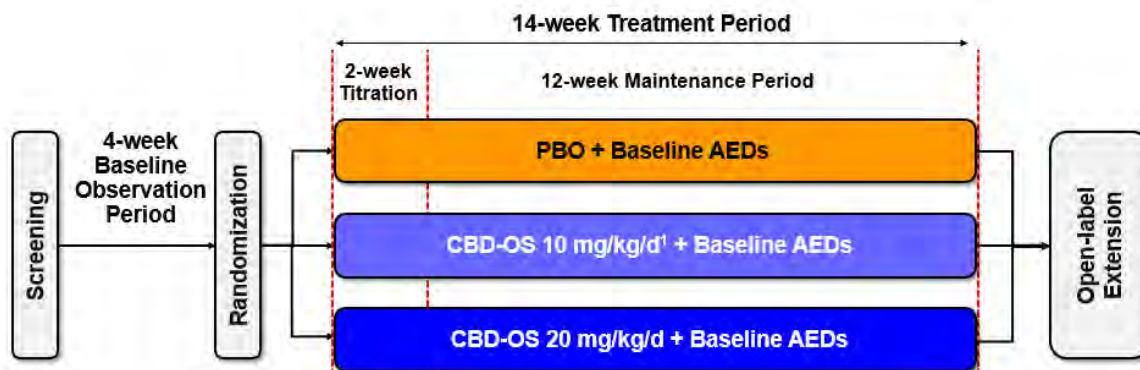 14-week Treatment Period
2-week
Titration
12-week Maintenance Period
Screening
4-week
Baseline
Observation
Period
Randomization
PBO + Baseline AEDs
CBD-OS 10 mg/kg/d¹ + Baseline AEDs
CBD-OS 20 mg/kg/d + Baseline AEDs
Open-label
Extension